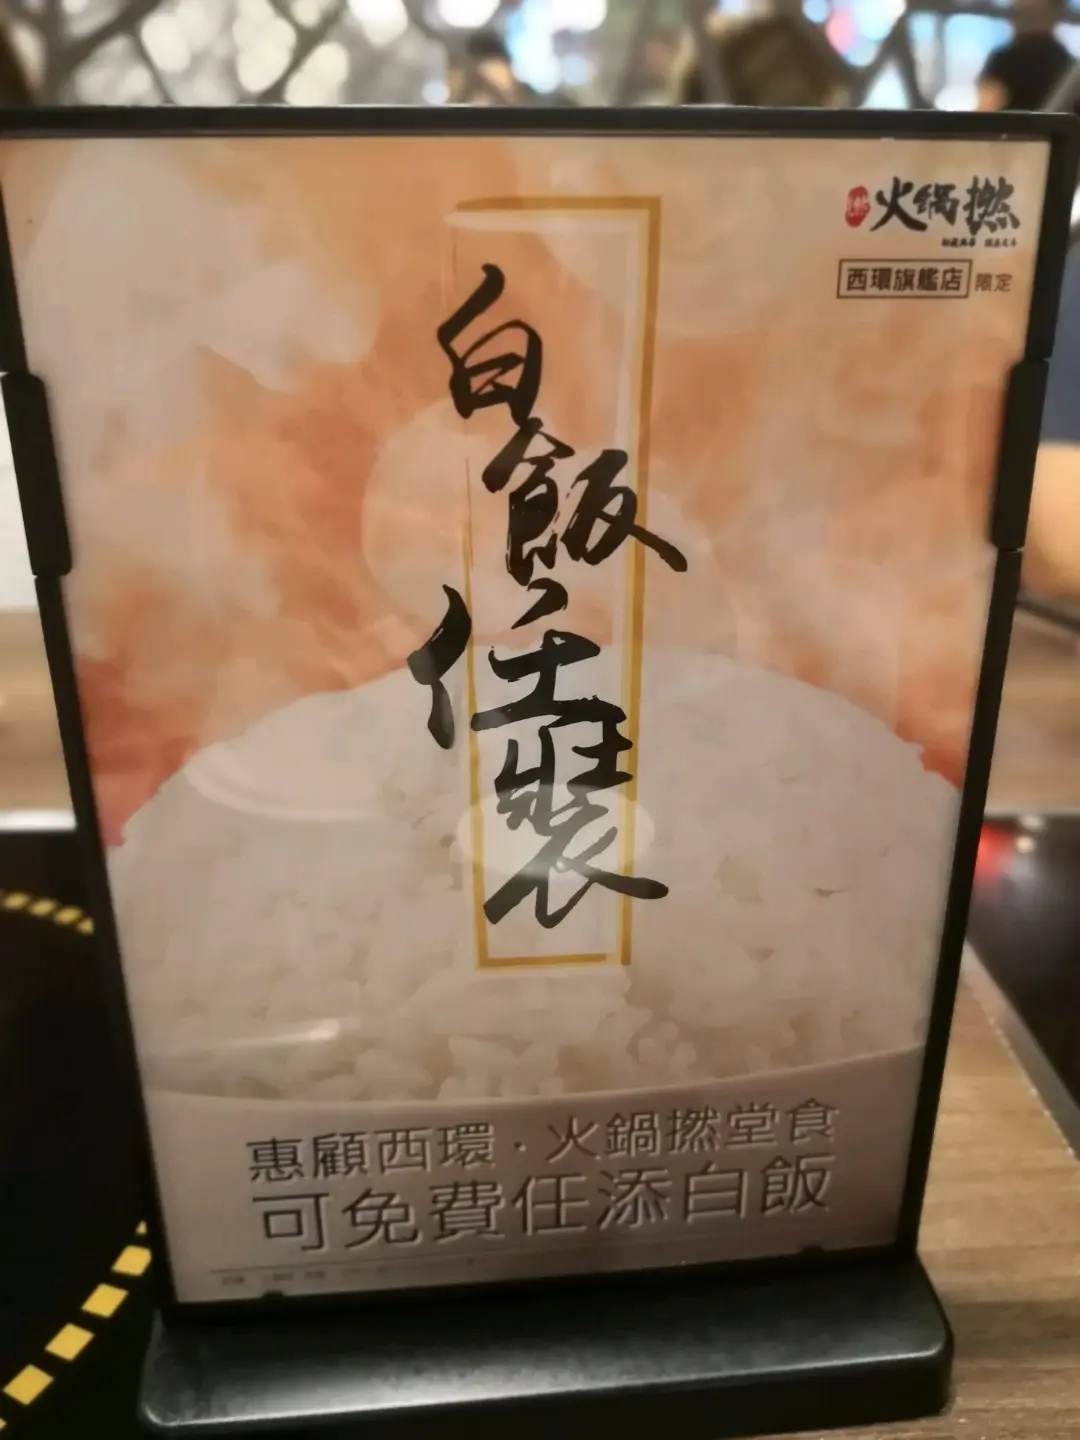 火鍋撚
西環旗艦店 限定
白飯任裝
惠顧西環·火鍋撚堂食
可免費任添白飯